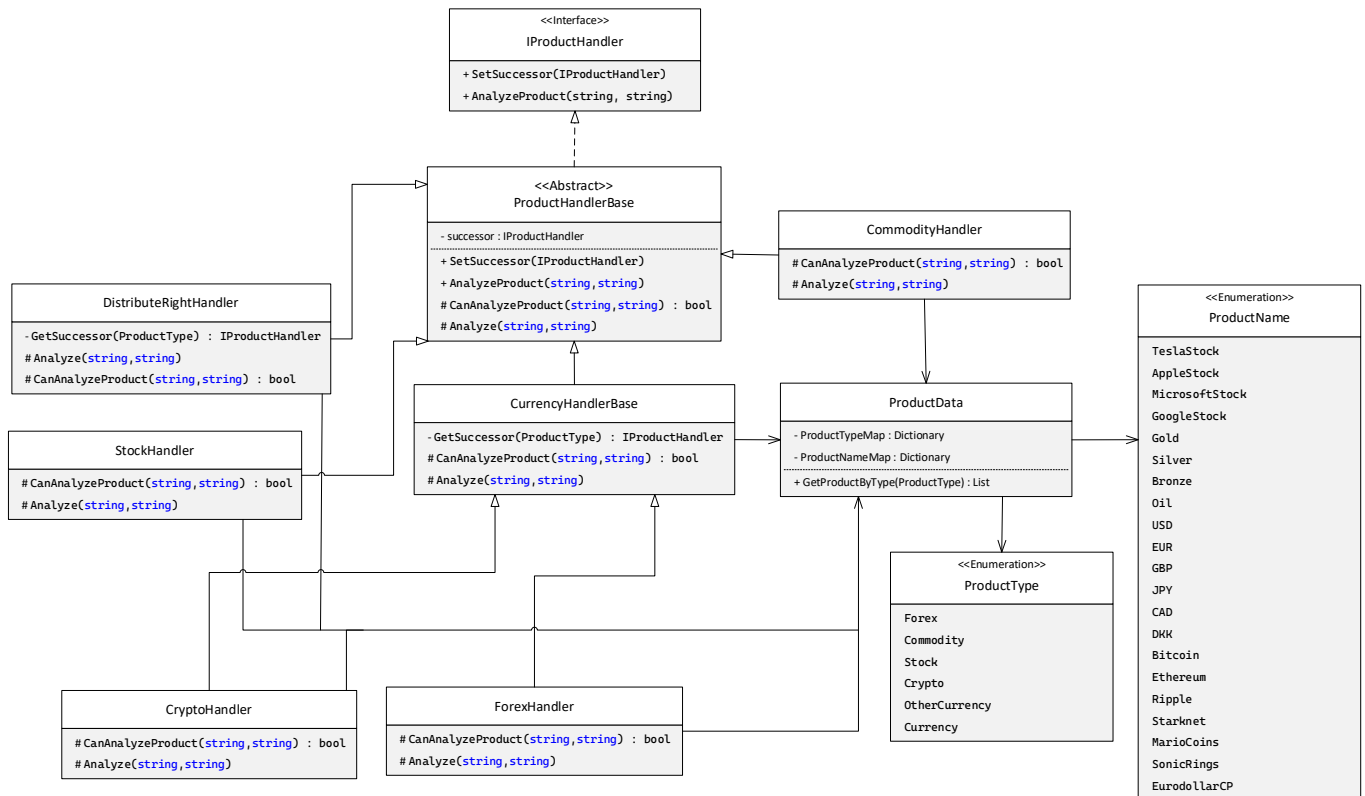 <<Interface>>
IProductHandler
+ SetSuccessor(IProductHandler)
+ AnalyzeProduct(string, string)
<<Abstract>>
ProductHandlerBase
- successor : IProductHandler
+ SetSuccessor(IProductHandler)
+ AnalyzeProduct(string,string)
# CanAnalyzeProduct(string,string) : bool
# Analyze(string,string)
CommodityHandler
# CanAnalyzeProduct(string,string) : bool
# Analyze(string,string)
DistributeRightHandler
- GetSuccessor(ProductType) : IProductHandler
# Analyze(string,string)
# CanAnalyzeProduct(string,string) : bool
StockHandler
# CanAnalyzeProduct(string,string) : bool
# Analyze(string,string)
CurrencyHandlerBase
- GetSuccessor(ProductType) : IProductHandler
# CanAnalyzeProduct(string,string) : bool
# Analyze(string,string)
ProductData
- ProductTypeMap : Dictionary
- ProductNameMap : Dictionary
+ GetProductByType(ProductType) : List
<<Enumeration>>
ProductName
TeslaStock
AppleStock
MicrosoftStock
GoogleStock
Gold
Silver
Bronze
Oil
USD
EUR
GBP
JPY
CAD
DKK
Bitcoin
Ethereum
Ripple
Starknet
MarioCoins
SonicRings
EurodollarCP
<<Enumeration>>
ProductType
Forex
Commodity
Stock
Crypto
OtherCurrency
Currency
CryptoHandler
# CanAnalyzeProduct(string,string) : bool
# Analyze(string,string)
ForexHandler
# CanAnalyzeProduct(string,string) : bool
# Analyze(string,string)